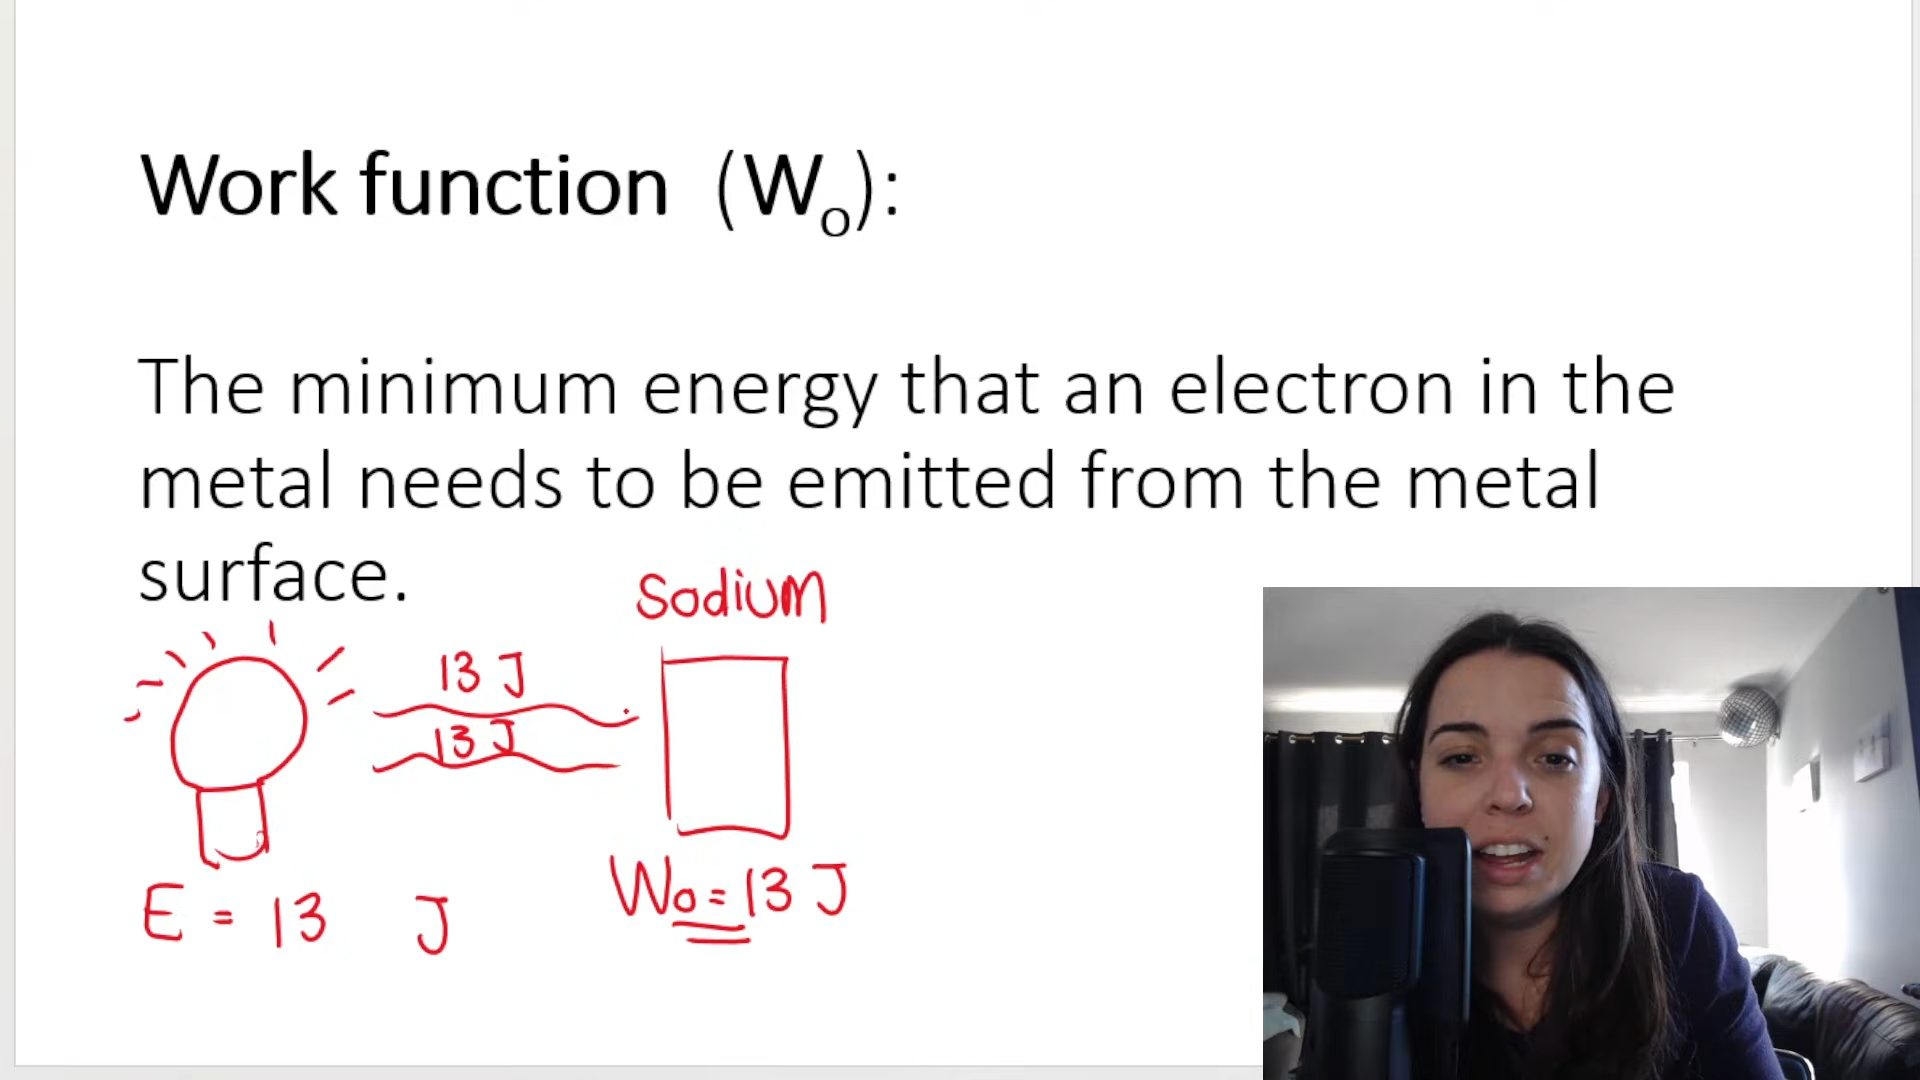 Work function (Wo):
The minimum energy that an electron in the
metal needs to be emitted from the metal
surface.
Sodium
13 J
13 J
Wo = 13 J
E = 13 J